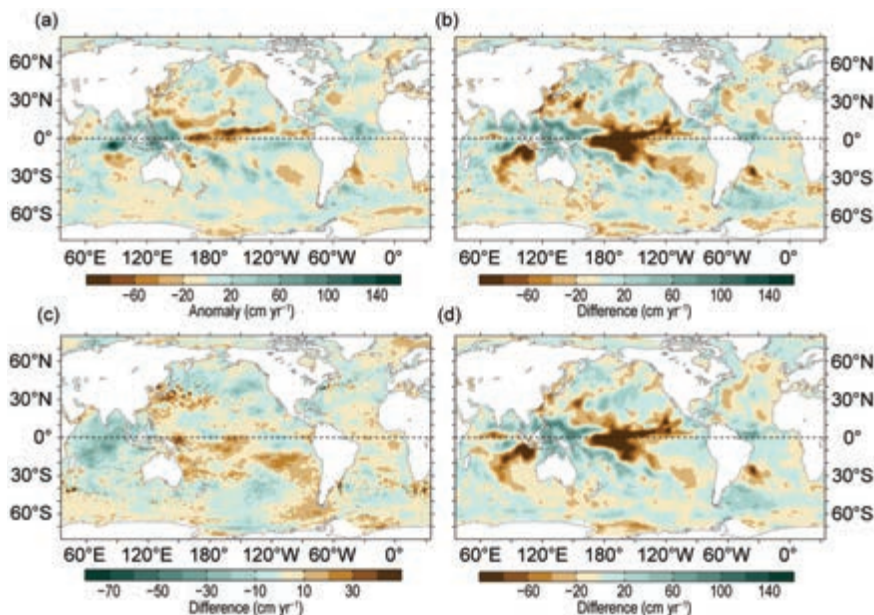 (a) (b)
60°N 60°N
30°N 30°N
0° 0°
30°S 30°S
60°S 60°S
60°E 120°E 180° 120°W 60°W 0° 60°E 120°E 180° 120°W 60°W 0°
−60 −20 20 60 100 140 −60 −20 20 60 100 140
Anomaly (cm yr⁻¹) Difference (cm yr⁻¹)
(c) (d)
60°N 60°N
30°N 30°N
0° 0°
30°S 30°S
60°S 60°S
60°E 120°E 180° 120°W 60°W 0° 60°E 120°E 180° 120°W 60°W 0°
−70 −50 −30 −10 10 30 −60 −20 20 60 100 140
Difference (cm yr⁻¹) Difference (cm yr⁻¹)